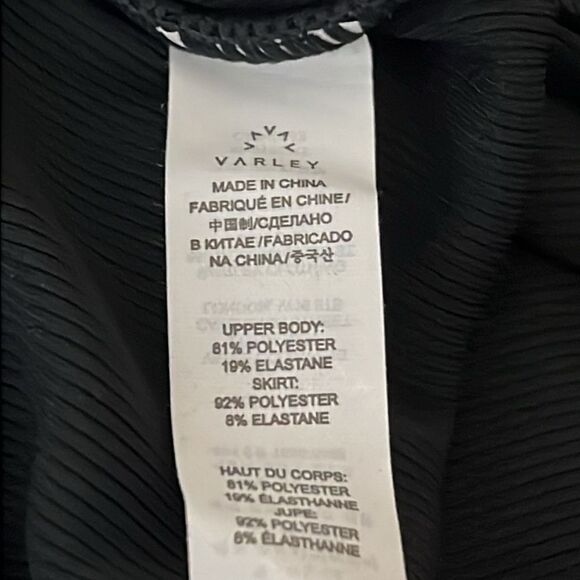 VARLEY
MADE IN CHINA
FABRIQUÉ EN CHINE/
中国制/СДЕЛАНО
В КИТАЕ/FABRICADO
NA CHINA/중국산
UPPER BODY:
81% POLYESTER
19% ELASTANE
SKIRT:
92% POLYESTER
8% ELASTANE
HAUT DU CORPS:
81% POLYESTER
19% ÉLASTHANNE
JUPE:
92% POLYESTER
8% ÉLASTHANNE